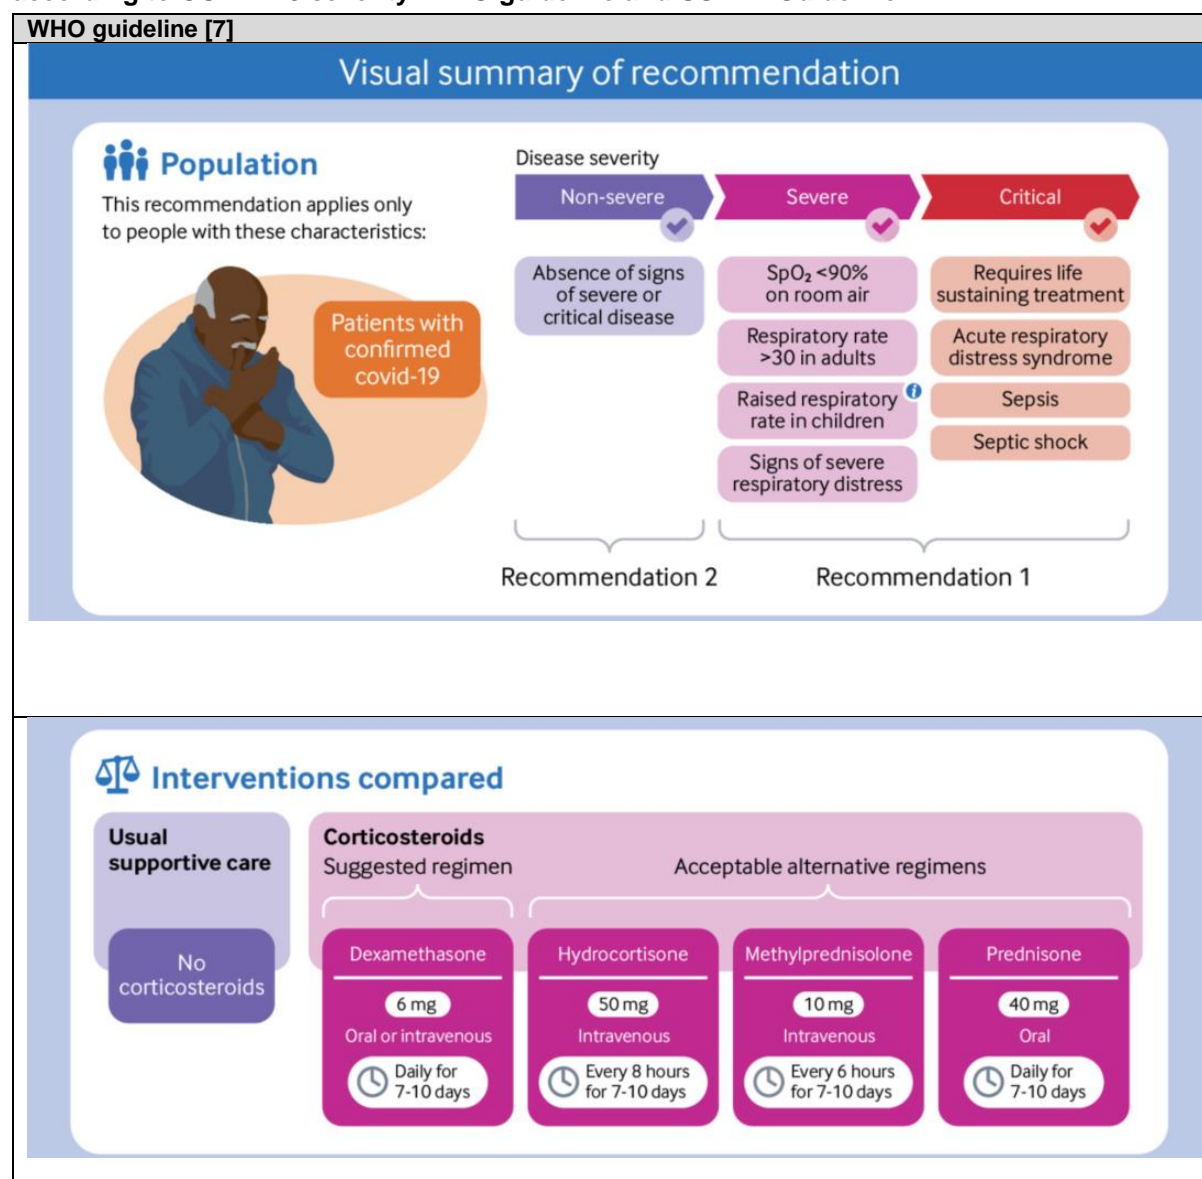 WHO guideline [7]
Visual summary of recommendation
Population
This recommendation applies only
to people with these characteristics:
Patients with
confirmed
covid-19
Disease severity
Non-severe
Severe
Critical
Absence of signs
of severe or
critical disease
SpO₂ <90%
on room air
Respiratory rate
>30 in adults
Raised respiratory
rate in children
Signs of severe
respiratory distress
Requires life
sustaining treatment
Acute respiratory
distress syndrome
Sepsis
Septic shock
Recommendation 2
Recommendation 1
Interventions compared
Usual
supportive care
No
corticosteroids
Corticosteroids
Suggested regimen
Acceptable alternative regimens
Dexamethasone
6 mg
Oral or intravenous
Daily for
7-10 days
Hydrocortisone
50 mg
Intravenous
Every 8 hours
for 7-10 days
Methylprednisolone
10 mg
Intravenous
Every 6 hours
for 7-10 days
Prednisone
40 mg
Oral
Daily for
7-10 days